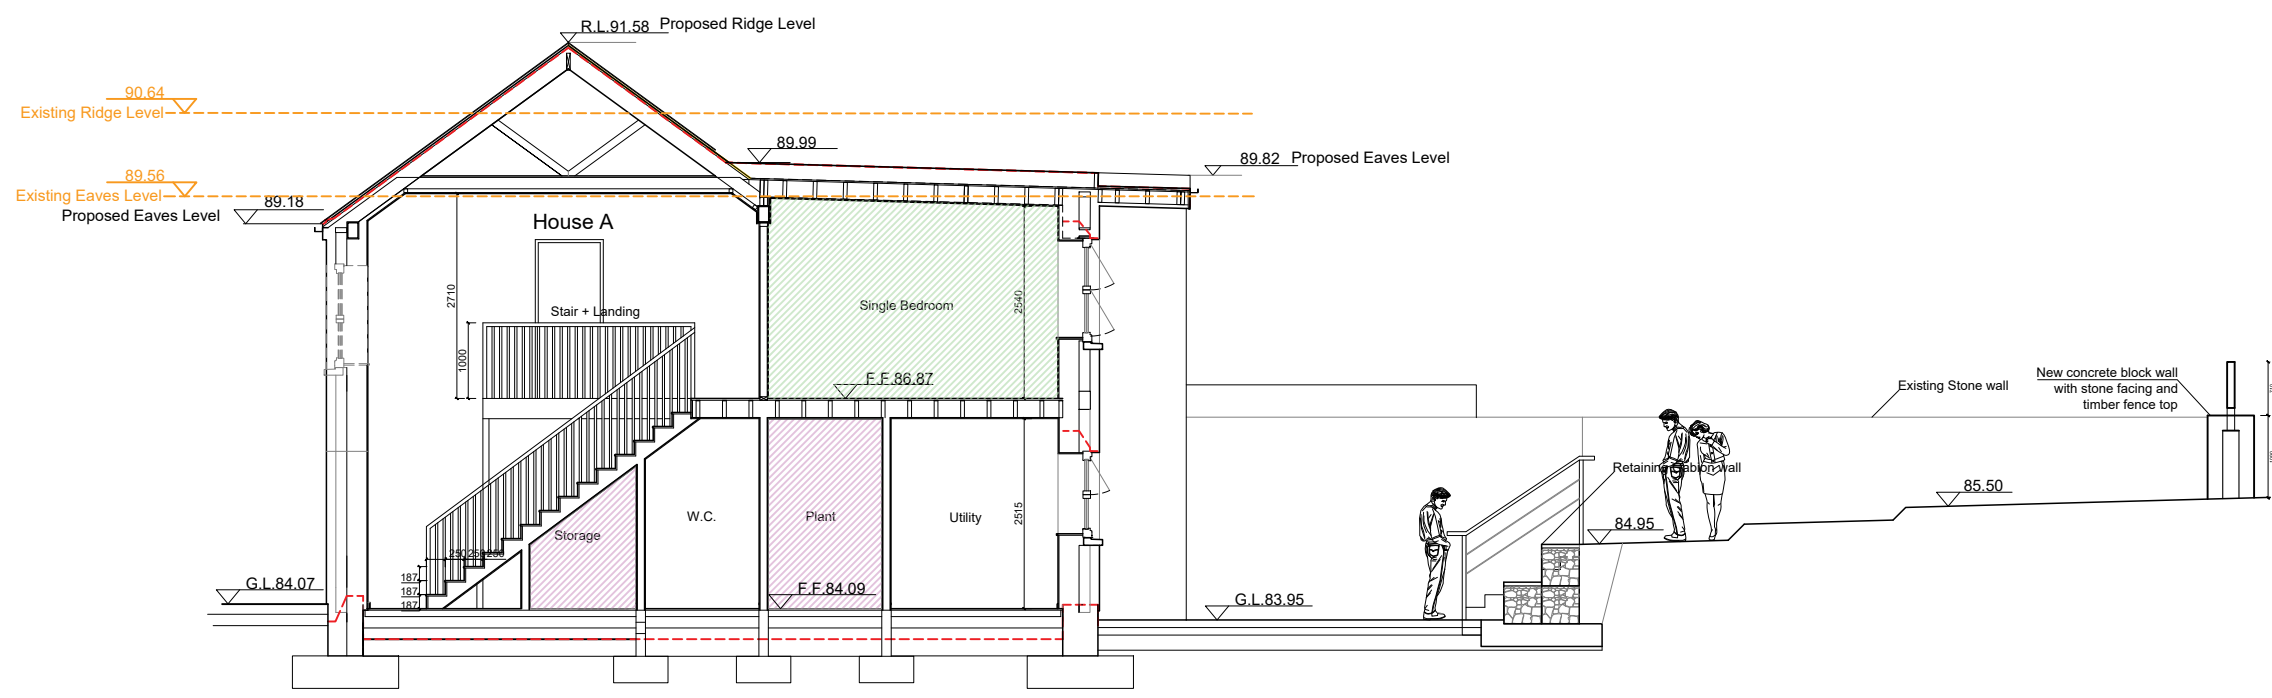 R.L.91.58 Proposed Ridge Level
90.64
Existing Ridge Level
89.99
89.82 Proposed Eaves Level
89.56
Existing Eaves Level
89.18
Proposed Eaves Level
House A
2710
Stair + Landing
1000
Single Bedroom
2540
F.F.86.87
Existing Stone wall
New concrete block wall
with stone facing and
timber fence top
Retaining Gabion wall
85.50
84.95
W.C.
Plant
Utility
2515
Storage
250 250 250
187
187
187
G.L.84.07
F.F.84.09
G.L.83.95